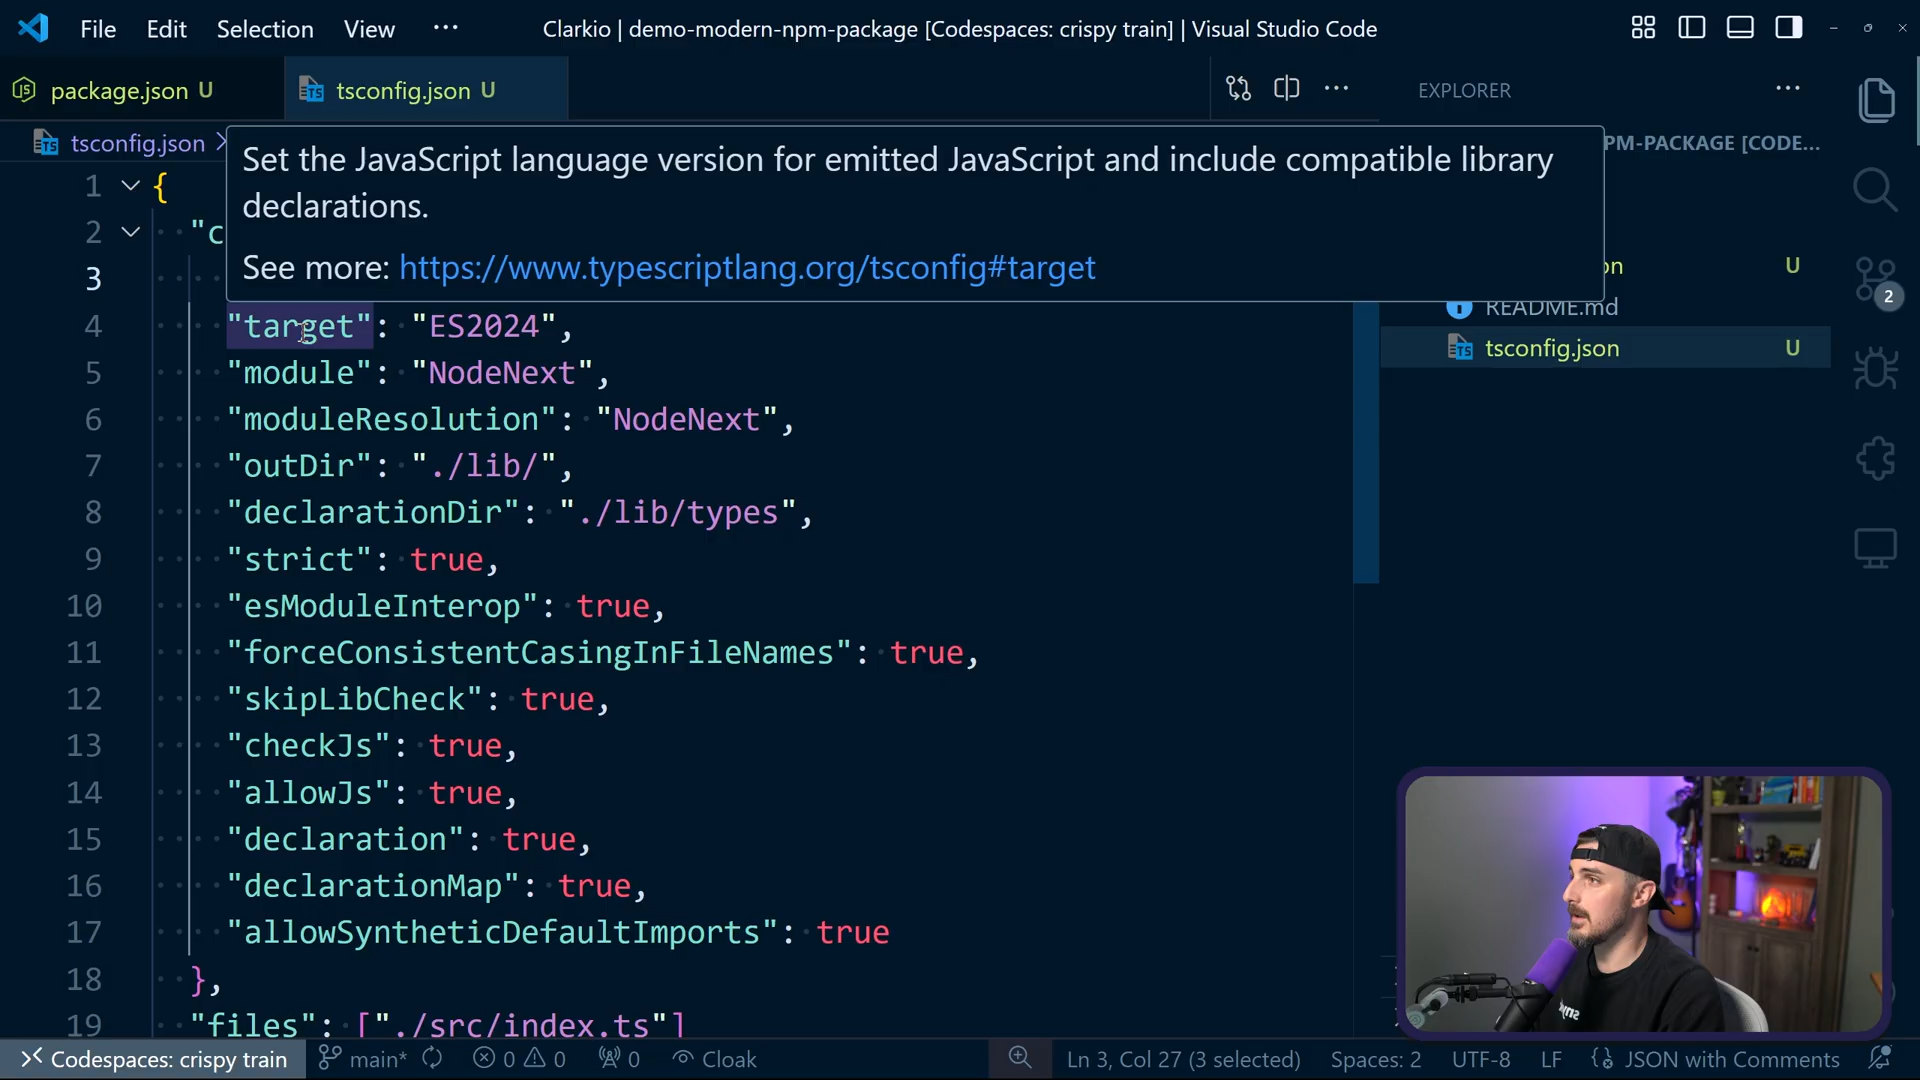 File Edit Selection View ··· Clarkio | demo-modern-npm-package [Codespaces: crispy train] | Visual Studio Code
package.json U tsconfig.json U
EXPLORER
tsconfig.json
PM-PACKAGE [CODE...
Set the JavaScript language version for emitted JavaScript and include compatible library
declarations.
See more: https://www.typescriptlang.org/tsconfig#target
1 {
2 "c
3
4 "target": "ES2024",
5 "module": "NodeNext",
6 "moduleResolution": "NodeNext",
7 "outDir": "./lib/",
8 "declarationDir": "./lib/types",
9 "strict": true,
10 "esModuleInterop": true,
11 "forceConsistentCasingInFileNames": true,
12 "skipLibCheck": true,
13 "checkJs": true,
14 "allowJs": true,
15 "declaration": true,
16 "declarationMap": true,
17 "allowSyntheticDefaultImports": true
18 },
19 "files": ["./src/index.ts"]
on U
README.md
tsconfig.json U
2
Codespaces: crispy train main* 0 0 0 Cloak Ln 3, Col 27 (3 selected) Spaces: 2 UTF-8 LF JSON with Comments